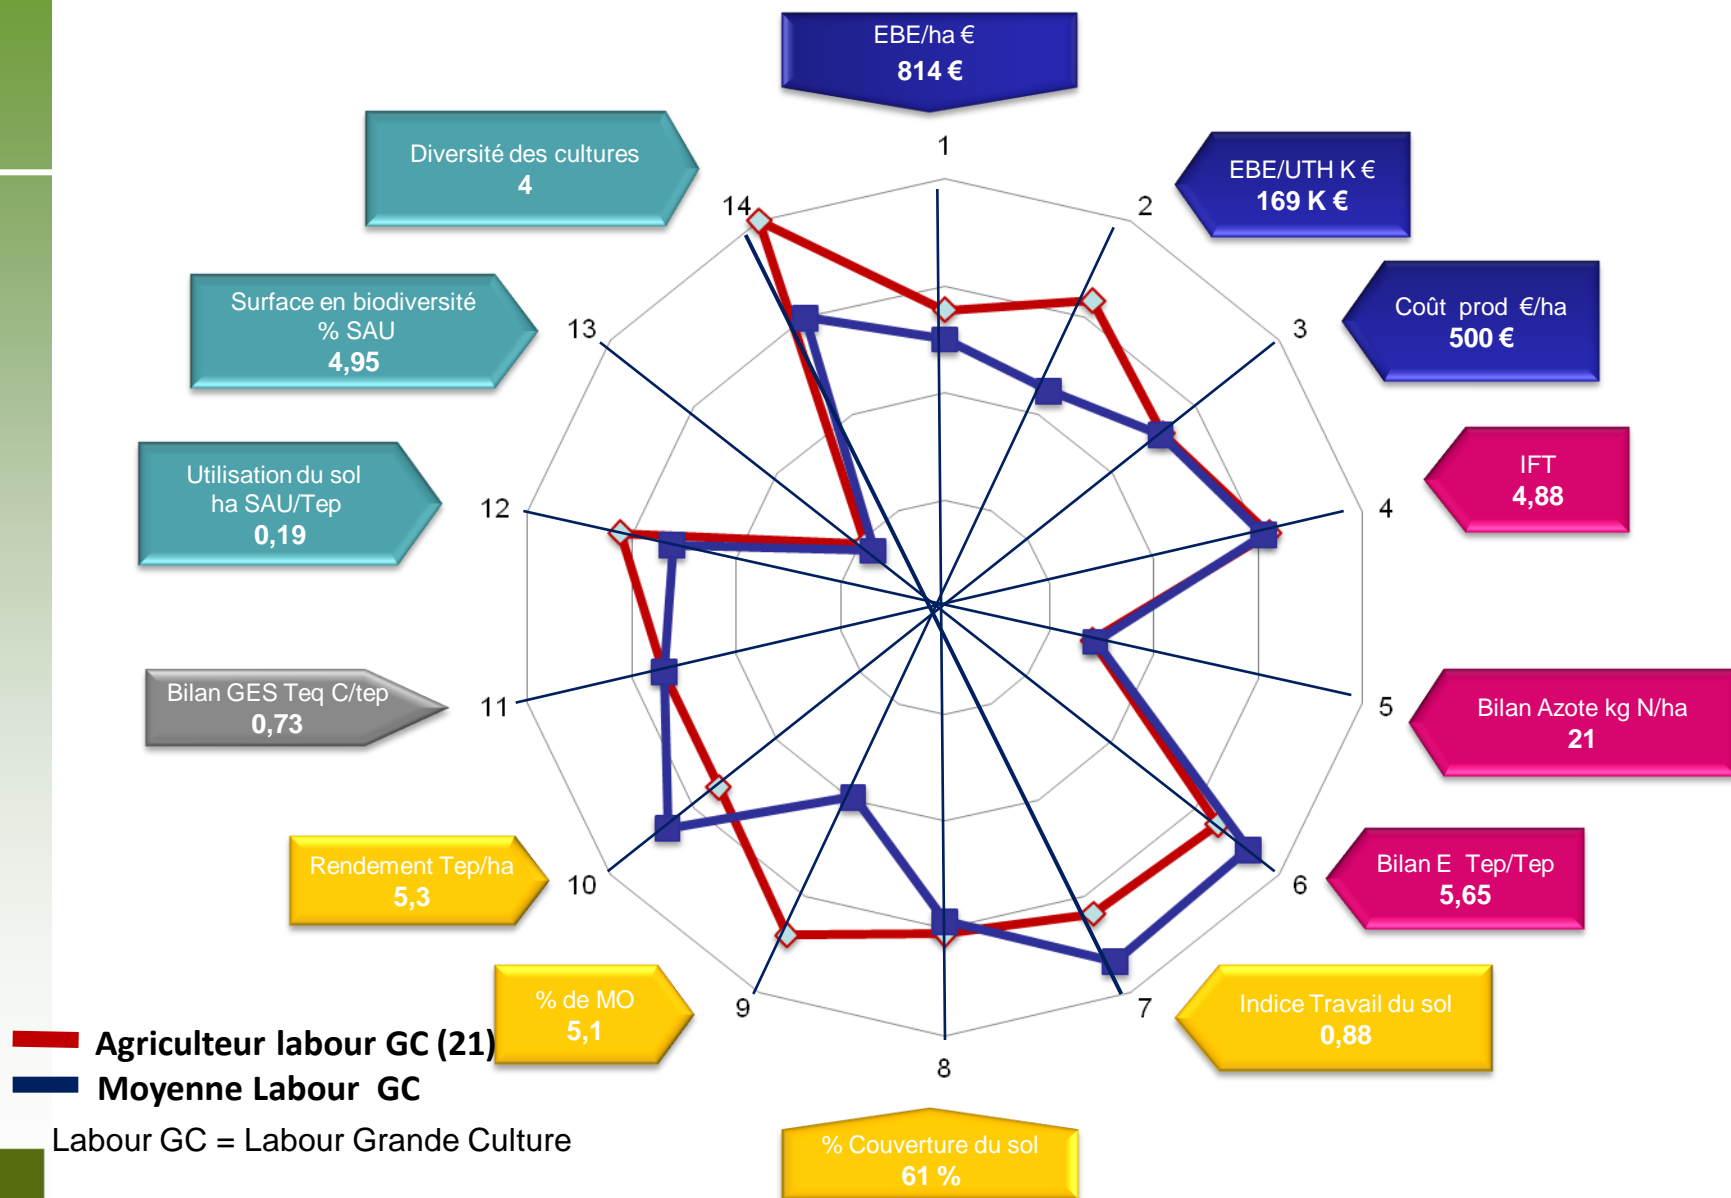 EBE/ha €
814 €
1
EBE/UTH K €
169 K €
2
Coût prod €/ha
500 €
3
IFT
4,88
4
Bilan Azote kg N/ha
21
5
Bilan E Tep/Tep
5,65
6
Indice Travail du sol
0,88
7
% Couverture du sol
61 %
8
% de MO
5,1
9
Rendement Tep/ha
5,3
10
Bilan GES Teq C/tep
0,73
11
Utilisation du sol
ha SAU/Tep
0,19
12
Surface en biodiversité
% SAU
4,95
13
Diversité des cultures
4
14
Agriculteur labour GC (21)
Moyenne Labour GC
Labour GC = Labour Grande Culture